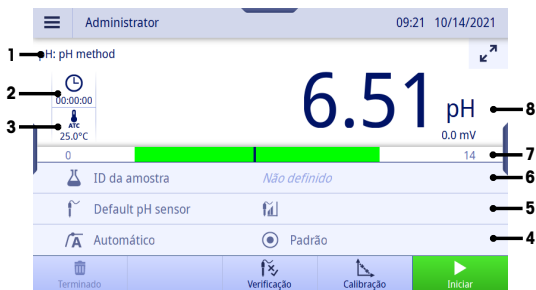 Administrator 09:21 10/14/2021
1 pH: pH method
2 00:00:00
3 ATC
25.0°C
6.51 pH 8
0.0 mV
0 14 7
ID da amostra Não definido 6
Default pH sensor 5
A Automático Padrão 4
Terminado Verificação Calibração Iniciar